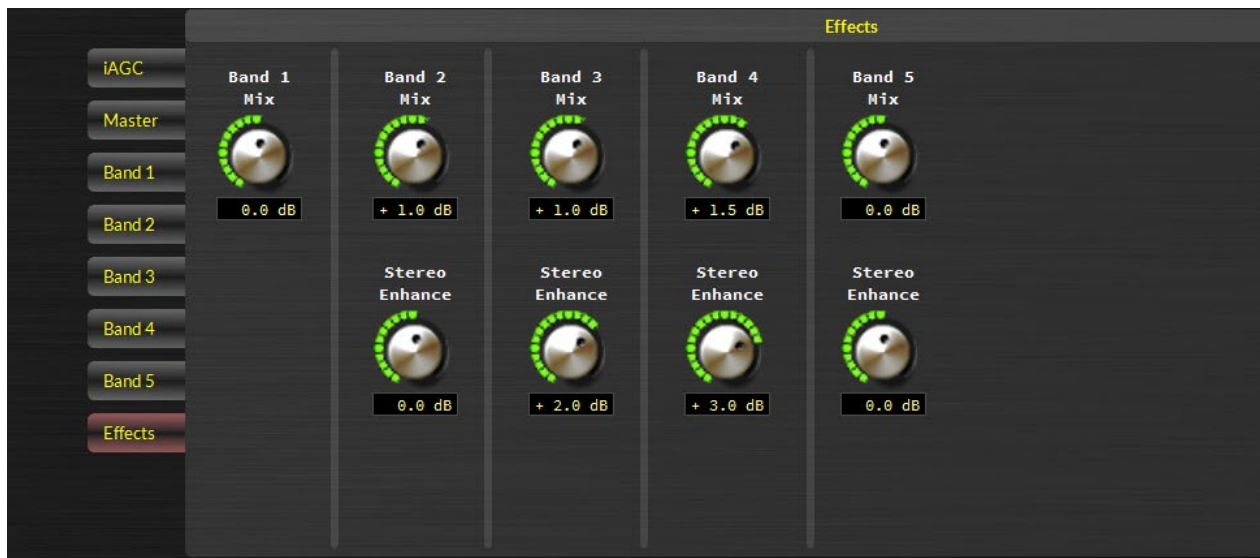 Effects
iAGC
Master
Band 1
Band 2
Band 3
Band 4
Band 5
Effects
Band 1 Band 2 Band 3 Band 4 Band 5
Mix Mix Mix Mix Mix
0.0 dB + 1.0 dB + 1.0 dB + 1.5 dB 0.0 dB
Stereo Stereo Stereo Stereo
Enhance Enhance Enhance Enhance
0.0 dB + 2.0 dB + 3.0 dB 0.0 dB